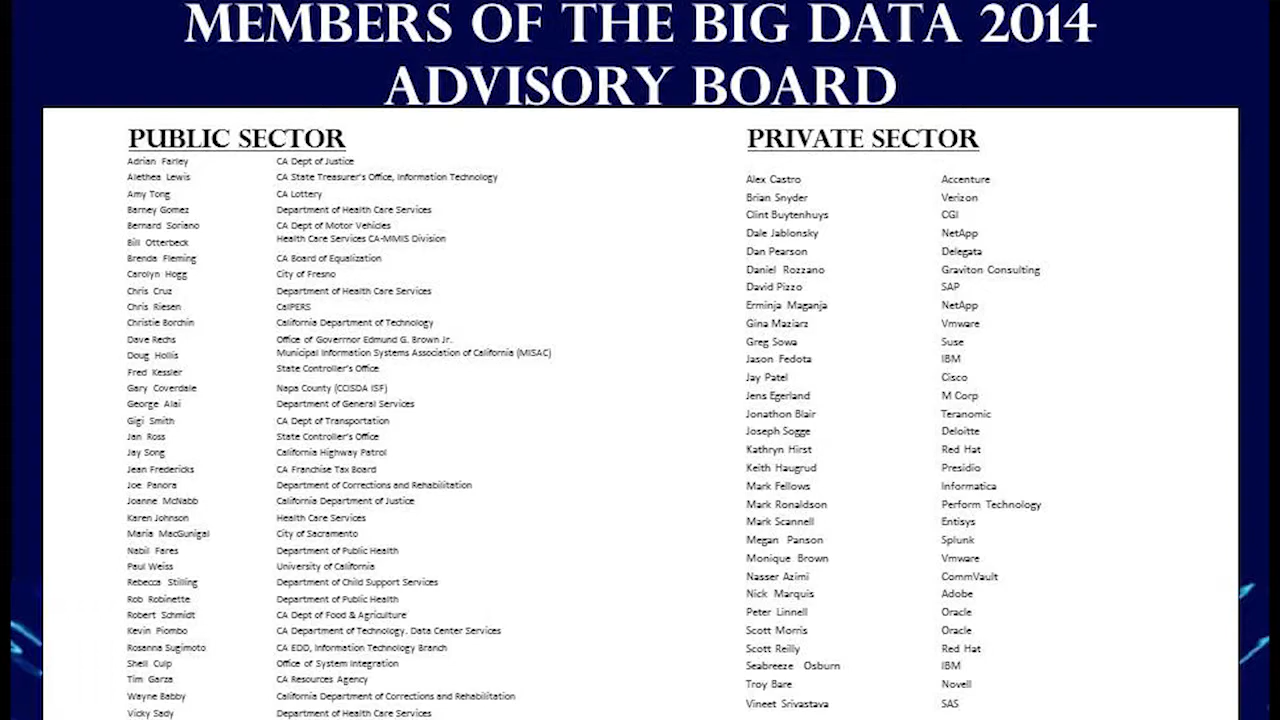 MEMBERS OF THE BIG DATA 2014
ADVISORY BOARD
PUBLIC SECTOR
Adrian Farley CA Dept of Justice
Alethea Lewis CA State Treasurer's Office, Information Technology
Amy Tong CA Lottery
Barney Gomez Department of Health Care Services
Bernard Soriano CA Dept of Motor Vehicles
Bill Otterbeck Health Care Services CA-MMIS Division
Brenda Fleming CA Board of Equalization
Carolyn Hogg City of Fresno
Chris Cruz Department of Health Care Services
Chris Riesen CalPERS
Christie Borchin California Department of Technology
Dave Rechs Office of Governor Edmund G. Brown Jr.
Doug Hollis Municipal Information Systems Association of California (MISAC)
Fred Kessler State Controller's Office
Gary Coverdale Napa County (CCISDA ISF)
George Alai Department of General Services
Gigi Smith CA Dept of Transportation
Jan Ross State Controller's Office
Jay Song California Highway Patrol
Jean Fredericks CA Franchise Tax Board
Joe Panora Department of Corrections and Rehabilitation
Joanne McNabb California Department of Justice
Karen Johnson Health Care Services
Maria MacGunigal City of Sacramento
Nabil Fares Department of Public Health
Paul Weiss University of California
Rebecca Stilling Department of Child Support Services
Rob Robinette Department of Public Health
Robert Schmidt CA Dept of Food & Agriculture
Kevin Piombo CA Department of Technology. Data Center Services
Rosanna Sugimoto CA EDD, Information Technology Branch
Shell Culp Office of System Integration
Tim Garza CA Resources Agency
Wayne Babby California Department of Corrections and Rehabilitation
Vicky Sady Department of Health Care Services
PRIVATE SECTOR
Alex Castro Accenture
Brian Snyder Verizon
Clint Buytenhuys CGI
Dale Jablonsky NetApp
Dan Pearson Delegata
Daniel Rozzano Graviton Consulting
David Pizzo SAP
Erminja Maganja NetApp
Gina Maziarz Vmware
Greg Sowa Suse
Jason Fedota IBM
Jay Patel Cisco
Jens Egerland M Corp
Jonathon Blair Teranomic
Joseph Sogge Deloitte
Kathryn Hirst Red Hat
Keith Haugrud Presidio
Mark Fellows Informatica
Mark Ronaldson Perform Technology
Mark Scannell Entisys
Megan Panson Splunk
Monique Brown Vmware
Nasser Azimi CommVault
Nick Marquis Adobe
Peter Linnell Oracle
Scott Morris Oracle
Scott Reilly Red Hat
Seabreeze Osburn IBM
Troy Bare Novell
Vineet Srivastava SAS